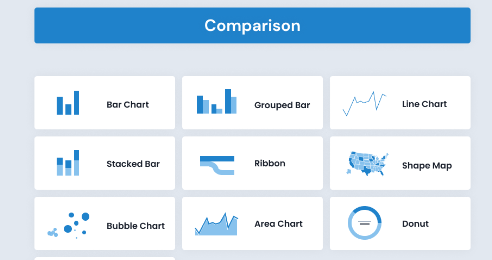 Comparison
Bar Chart
Grouped Bar
Line Chart
Stacked Bar
Ribbon
Shape Map
Bubble Chart
Area Chart
Donut